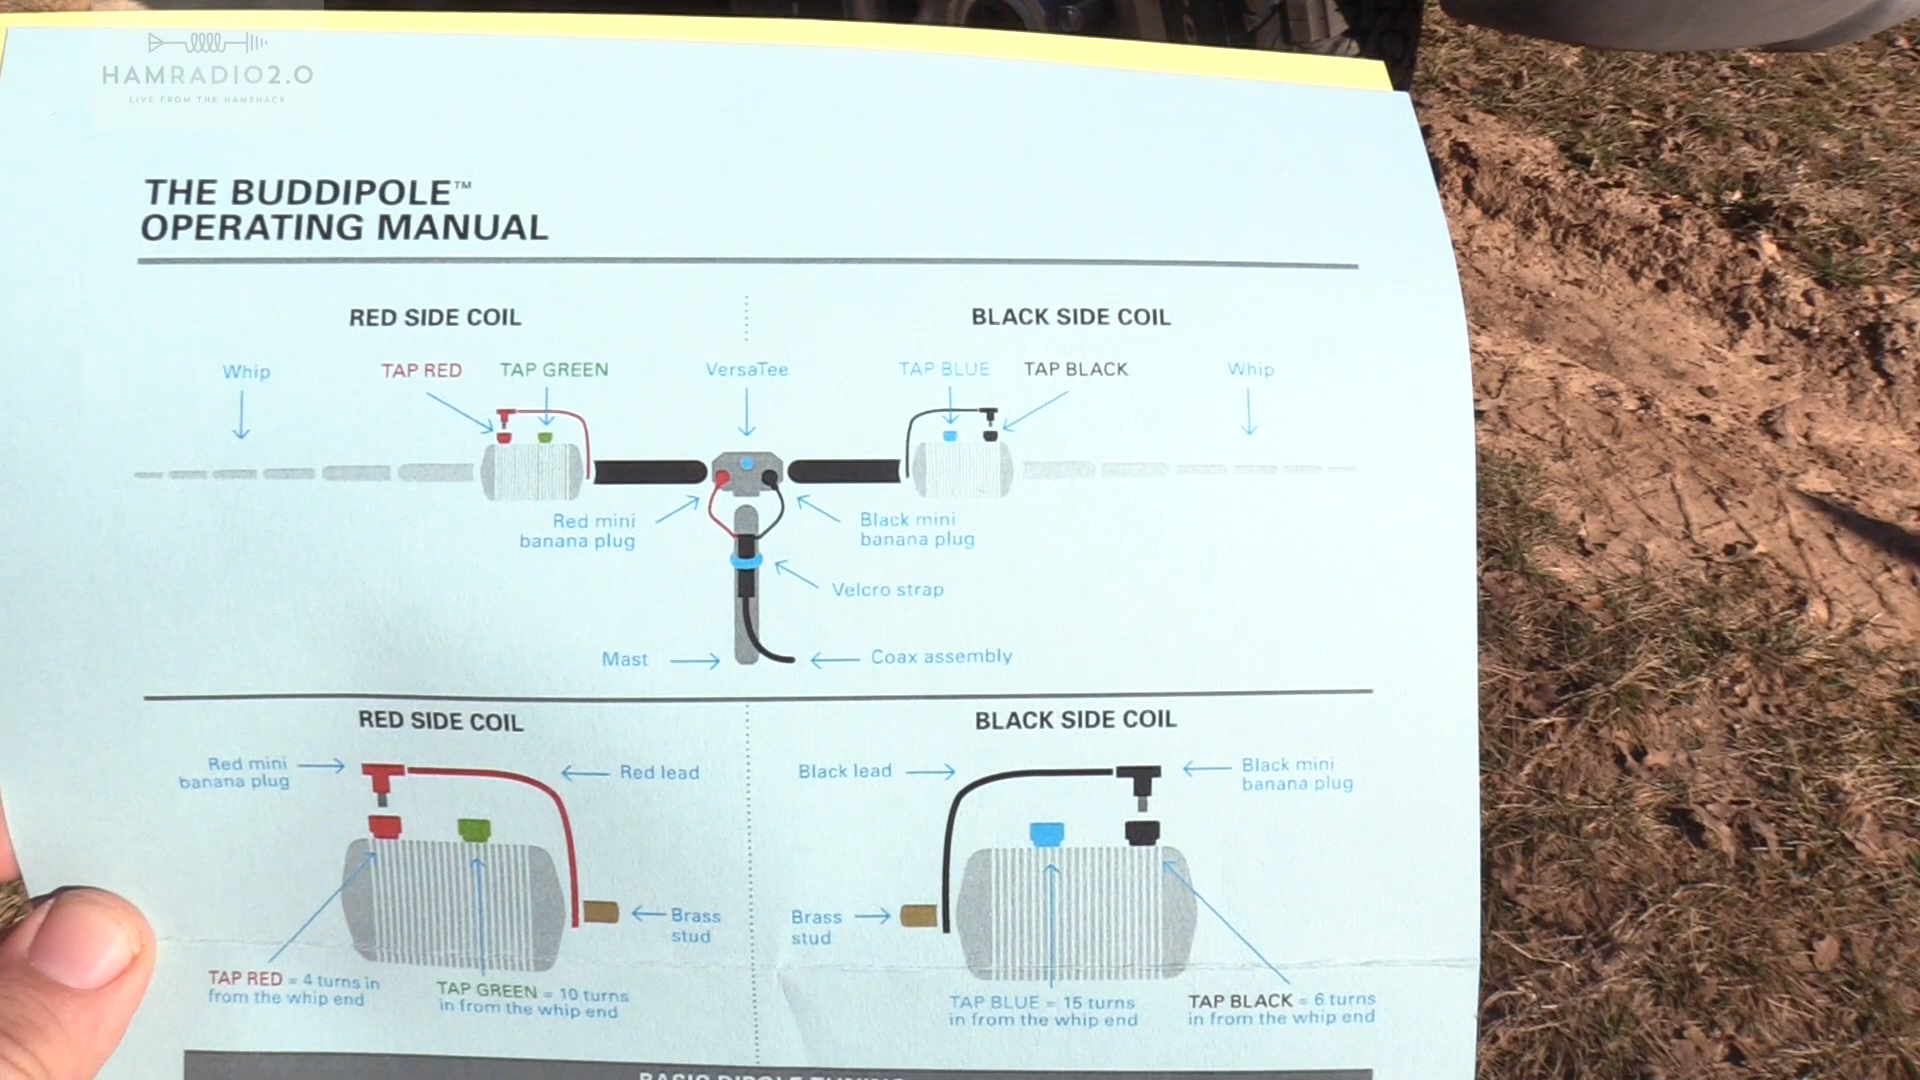 HAMRADIO2.0
LIVE FROM THE HAMSHACK
THE BUDDIPOLE™
OPERATING MANUAL
RED SIDE COIL
BLACK SIDE COIL
Whip
TAP RED
TAP GREEN
VersaTee
TAP BLUE
TAP BLACK
Whip
Red mini
banana plug
Black mini
banana plug
Velcro strap
Mast
Coax assembly
RED SIDE COIL
BLACK SIDE COIL
Red mini
banana plug
Red lead
Black lead
Black mini
banana plug
Brass
stud
Brass
stud
TAP RED = 4 turns in
from the whip end
TAP GREEN = 10 turns
in from the whip end
TAP BLUE = 15 turns
in from the whip end
TAP BLACK = 6 turns
in from the whip end
BASIC DIPOLE TUNING